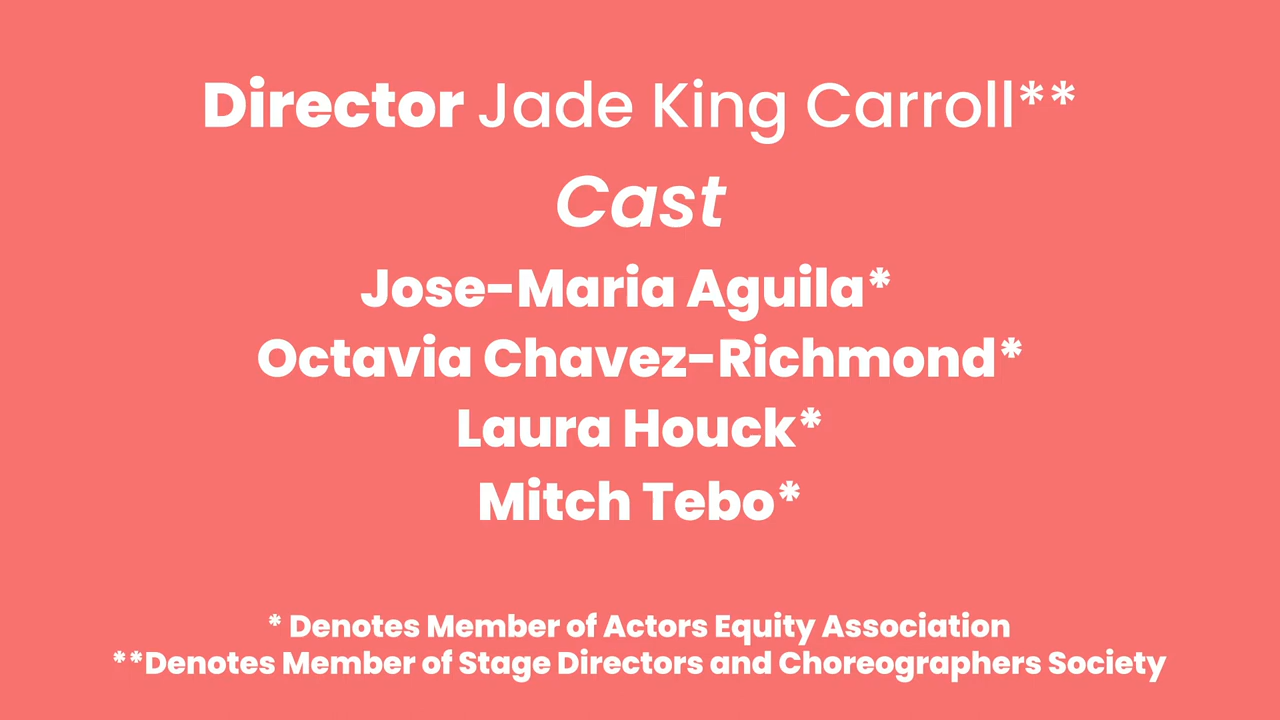 Director Jade King Carroll**
Cast
Jose-Maria Aguila*
Octavia Chavez-Richmond*
Laura Houck*
Mitch Tebo*
* Denotes Member of Actors Equity Association
**Denotes Member of Stage Directors and Choreographers Society